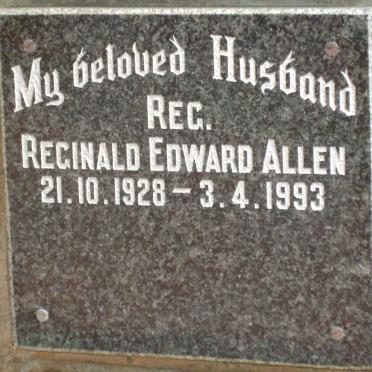 My beloved Husband
REG.
REGINALD EDWARD ALLEN
21.10.1928 – 3.4.1993